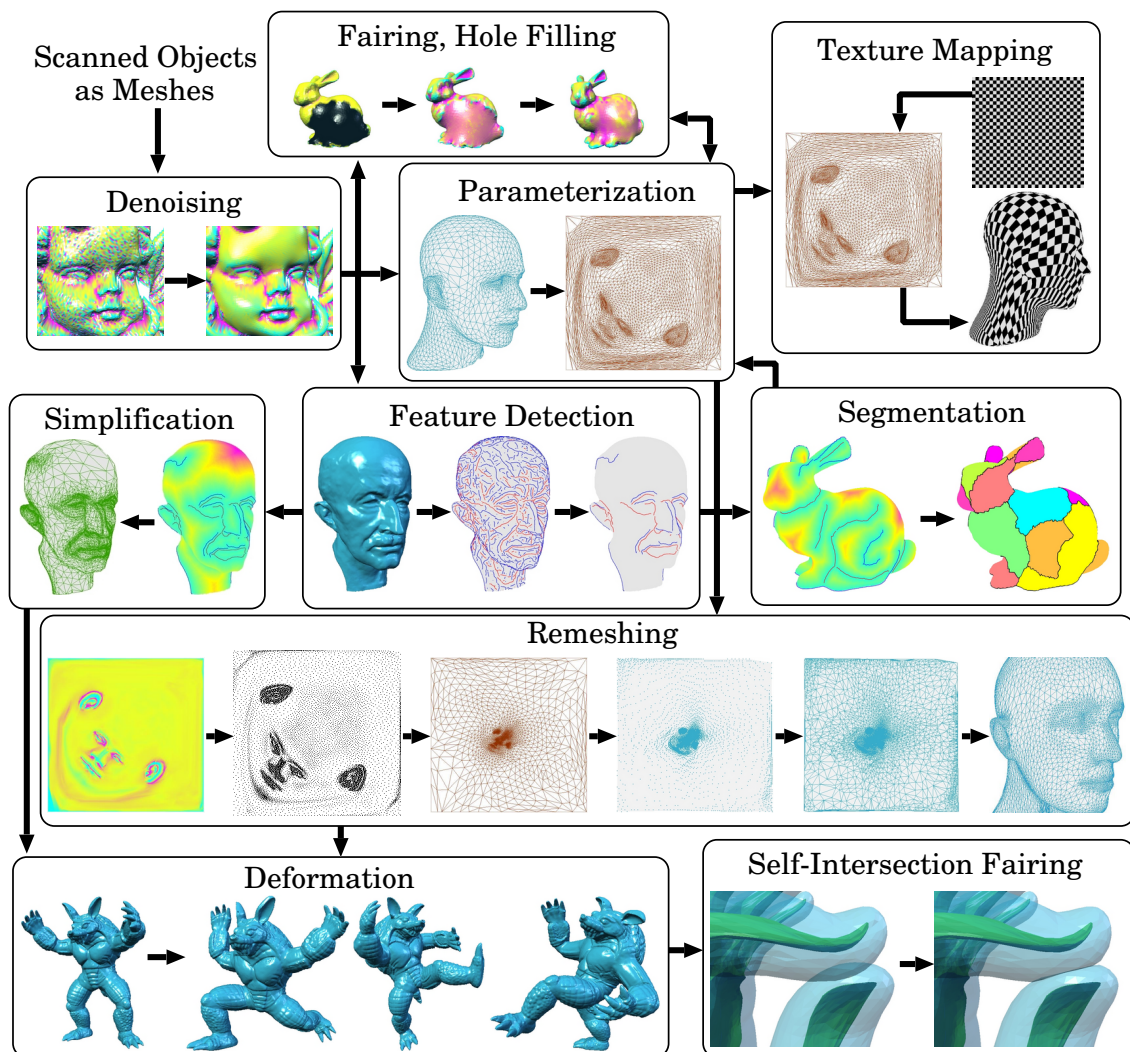 Scanned Objects
as Meshes
Fairing, Hole Filling
Texture Mapping
Denoising
Parameterization
Simplification
Feature Detection
Segmentation
Remeshing
Deformation
Self-Intersection Fairing